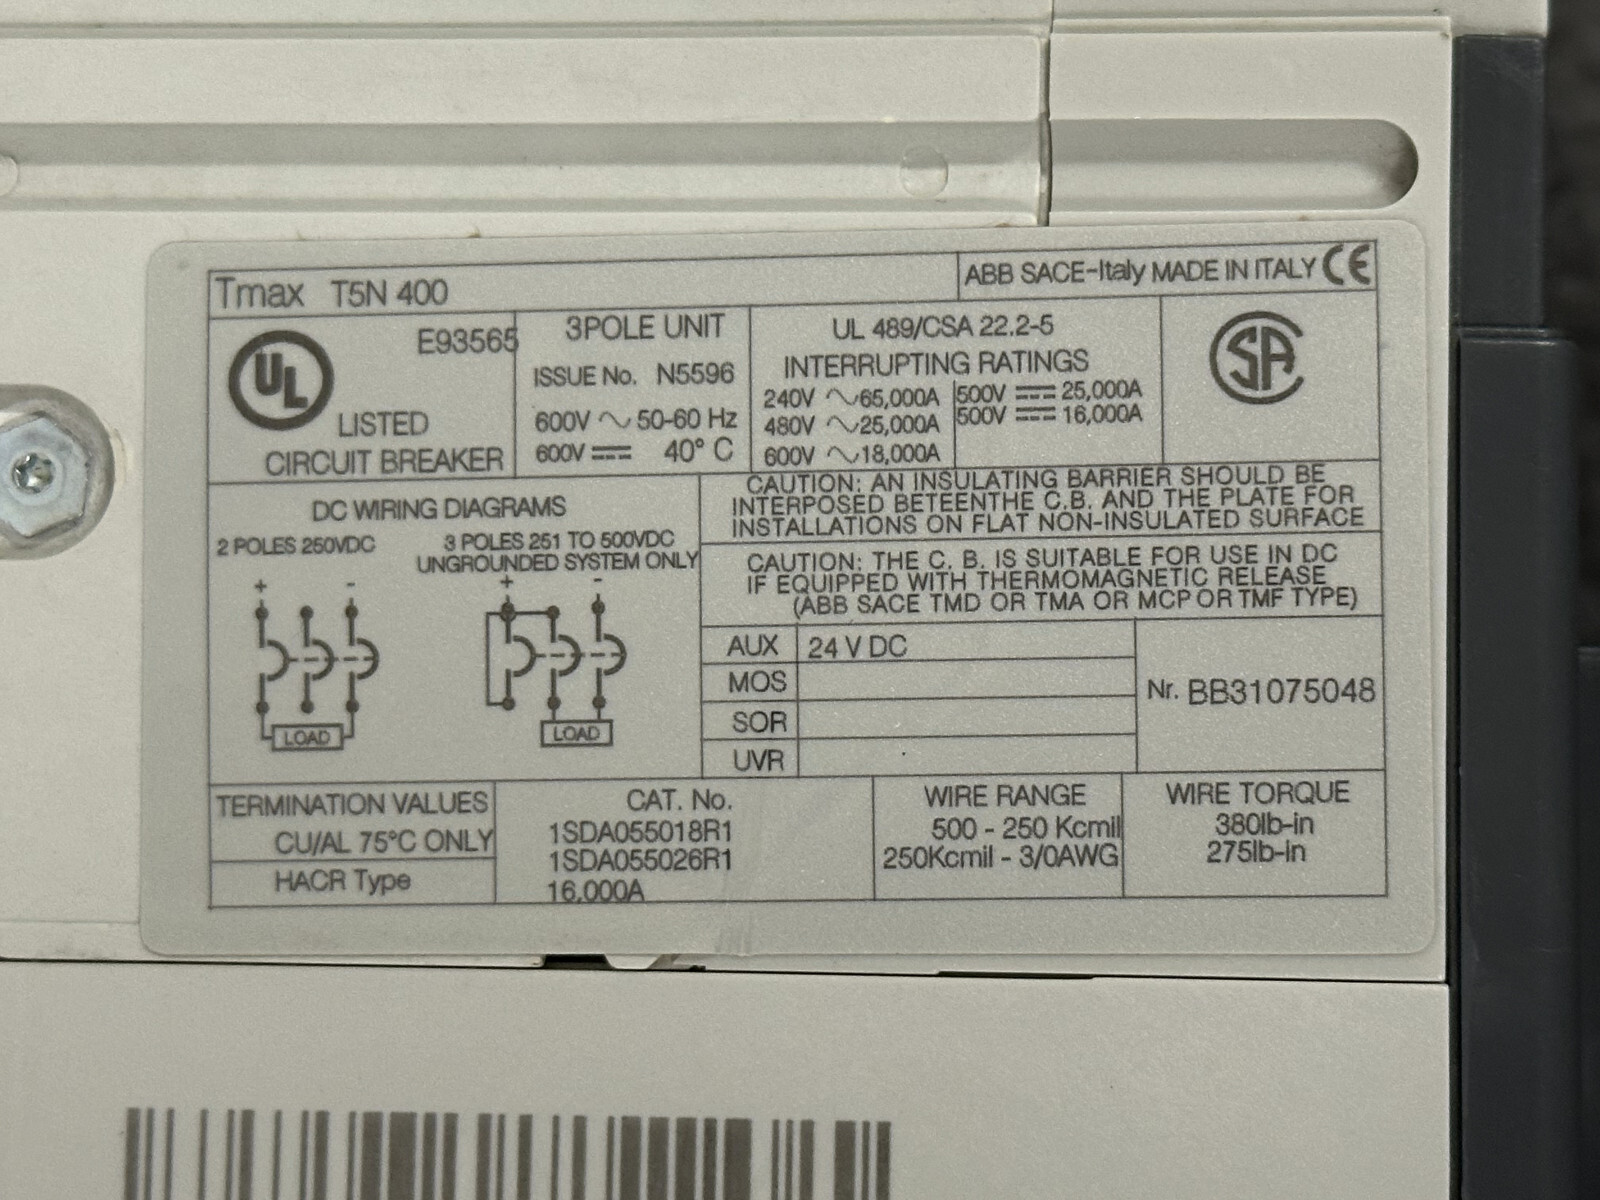 Tmax T5N 400
ABB SACE-Italy MADE IN ITALY CE
UL
E93565
LISTED
CIRCUIT BREAKER
3POLE UNIT
ISSUE No. N5596
600V ~ 50-60 Hz
600V ⎓ 40° C
UL 489/CSA 22.2-5
INTERRUPTING RATINGS
240V ~65,000A
480V ~25,000A
600V ~18,000A
500V ⎓ 25,000A
500V ⎓ 16,000A
SA
DC WIRING DIAGRAMS
2 POLES 250VDC
+ -
LOAD
3 POLES 251 TO 500VDC
UNGROUNDED SYSTEM ONLY
+ -
LOAD
CAUTION: AN INSULATING BARRIER SHOULD BE
INTERPOSED BETEENTHE C.B. AND THE PLATE FOR
INSTALLATIONS ON FLAT NON-INSULATED SURFACE
CAUTION: THE C. B. IS SUITABLE FOR USE IN DC
IF EQUIPPED WITH THERMOMAGNETIC RELEASE
(ABB SACE TMD OR TMA OR MCP OR TMF TYPE)
AUX 24 V DC
MOS
SOR
UVR
Nr. BB31075048
TERMINATION VALUES
CU/AL 75°C ONLY
HACR Type
CAT. No.
1SDA055018R1
1SDA055026R1
16,000A
WIRE RANGE
500 - 250 Kcmil
250Kcmil - 3/0AWG
WIRE TORQUE
380lb-in
275lb-in